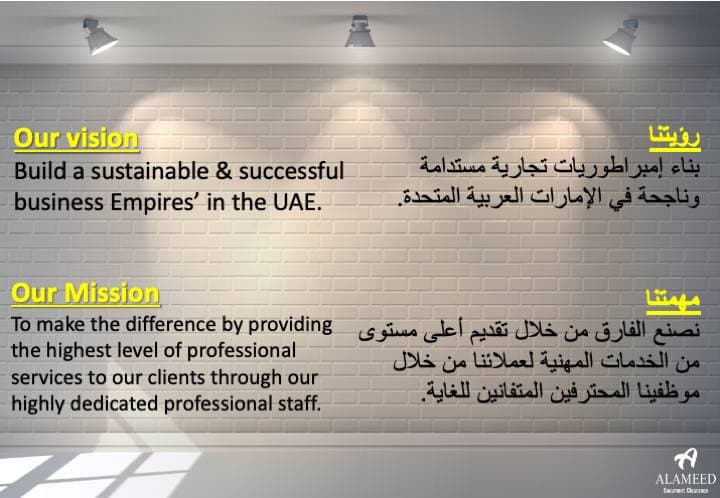 Our vision
Build a sustainable & successful
business Empires’ in the UAE.
رؤيتنا
بناء إمبراطوريات تجارية مستدامة
وناجحة في الإمارات العربية المتحدة.
Our Mission
To make the difference by providing
the highest level of professional
services to our clients through our
highly dedicated professional staff.
مهمتنا
نصنع الفارق من خلال تقديم أعلى مستوى
من الخدمات المهنية لعملائنا من خلال
موظفينا المحترفين المتفانين للغاية.
ALAMEED
Document Clearance